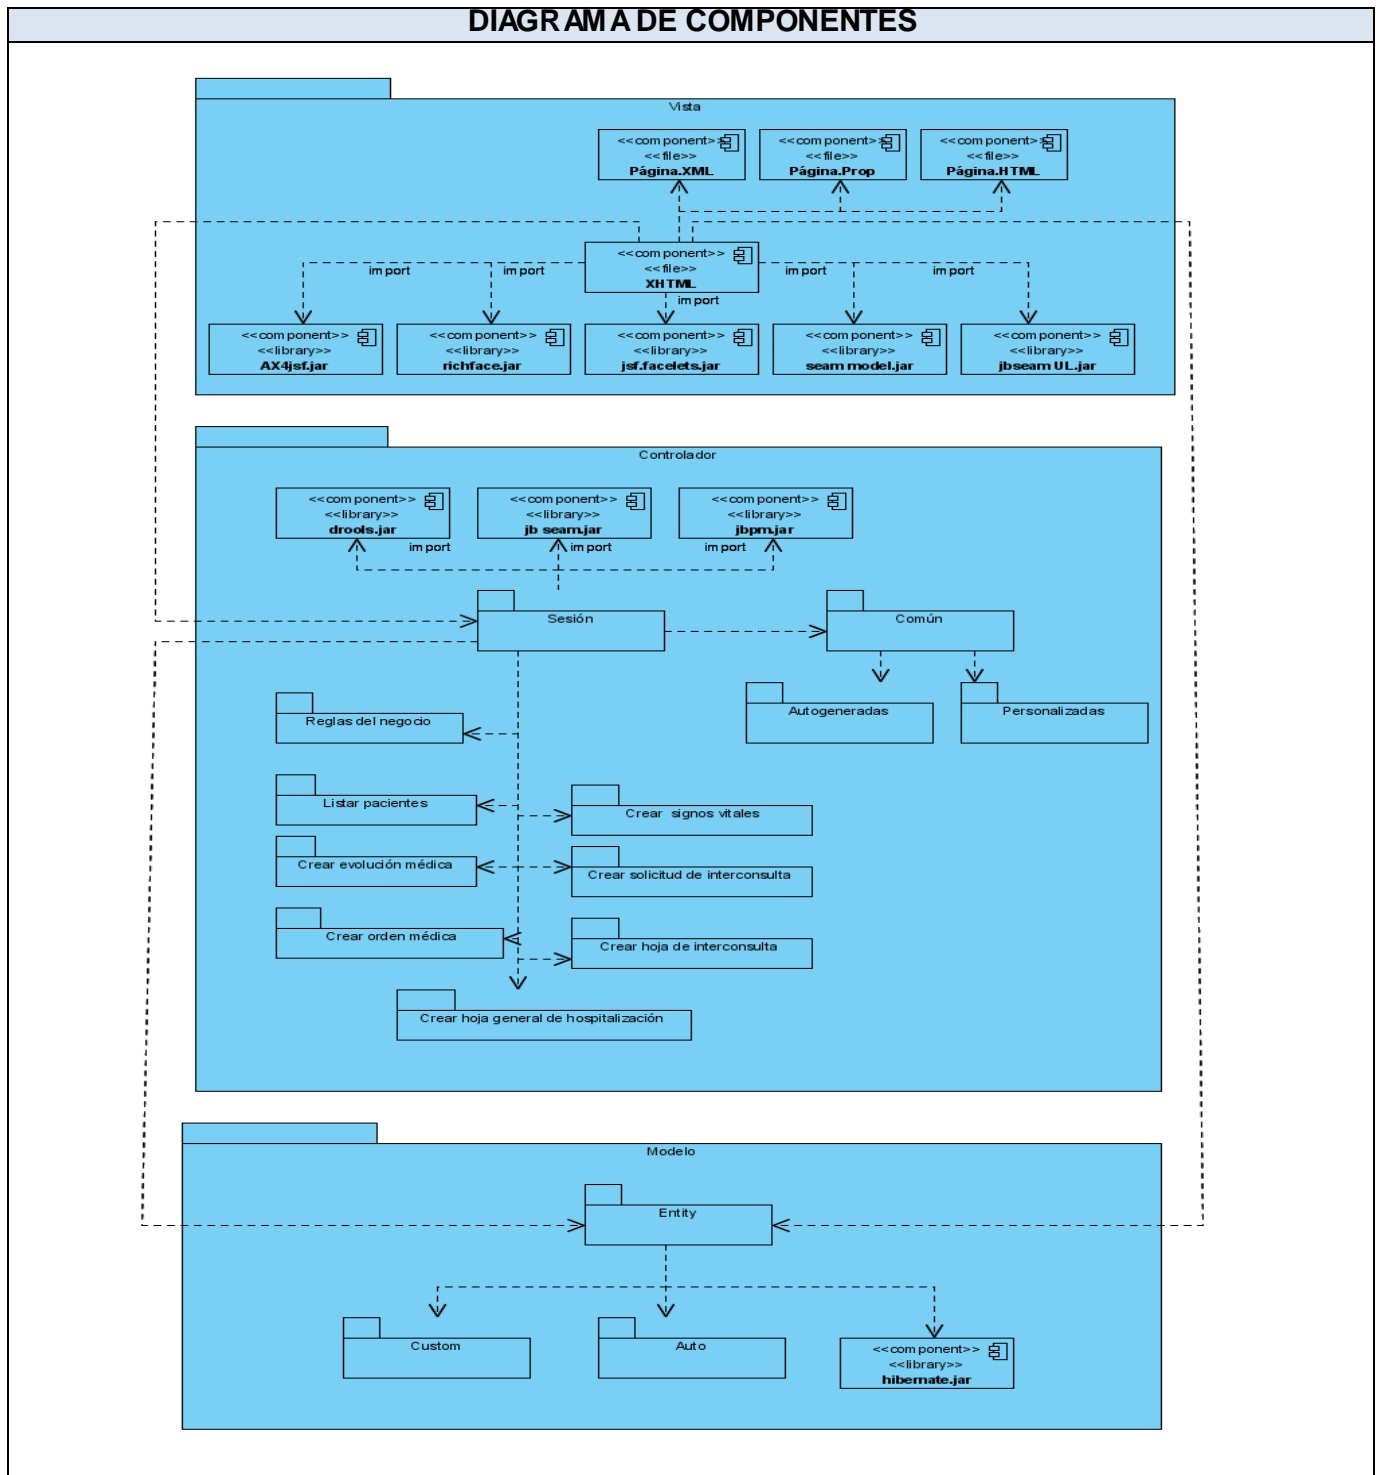 DIAGRAMA DE COMPONENTES
Vista
<<component>>
<<file>>
Página.XML
<<component>>
<<file>>
Página.Prop
<<component>>
<<file>>
Página.HTML
<<component>>
<<file>>
XHTML
import
import
import
import
import
<<component>>
<<library>>
AX4jsf.jar
<<component>>
<<library>>
richface.jar
<<component>>
<<library>>
jsf.facelets.jar
<<component>>
<<library>>
seam model.jar
<<component>>
<<library>>
jbseam UL.jar
Controlador
<<component>>
<<library>>
drools.jar
<<component>>
<<library>>
jb seam.jar
<<component>>
<<library>>
jbpm.jar
import
import
import
Sesión
Común
Autogeneradas
Personalizadas
Reglas del negocio
Listar pacientes
Crear signos vitales
Crear evolución médica
Crear solicitud de interconsulta
Crear orden médica
Crear hoja de interconsulta
Crear hoja general de hospitalización
Modelo
Entity
Custom
Auto
<<component>>
<<library>>
hibernate.jar